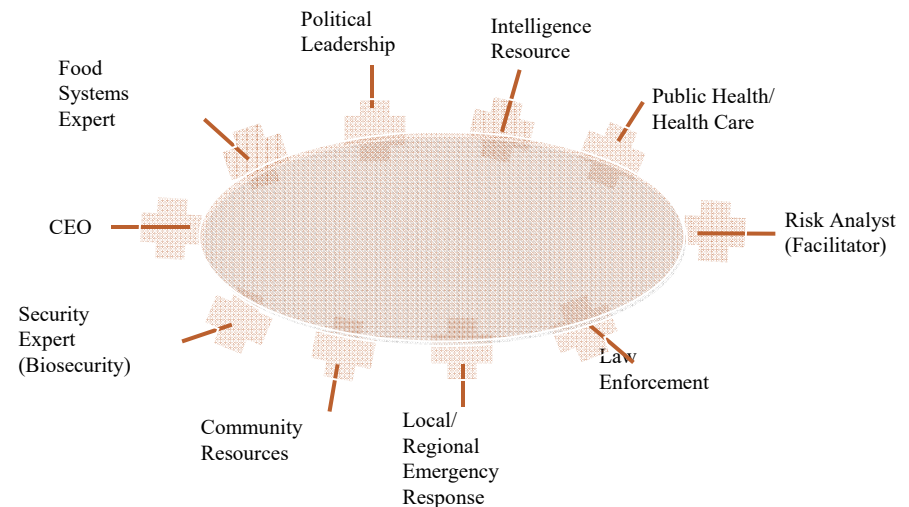 Political
Leadership
Intelligence
Resource
Food
Systems
Expert
Public Health/
Health Care
CEO
Risk Analyst
(Facilitator)
Security
Expert
(Biosecurity)
Law
Enforcement
Community
Resources
Local/
Regional
Emergency
Response